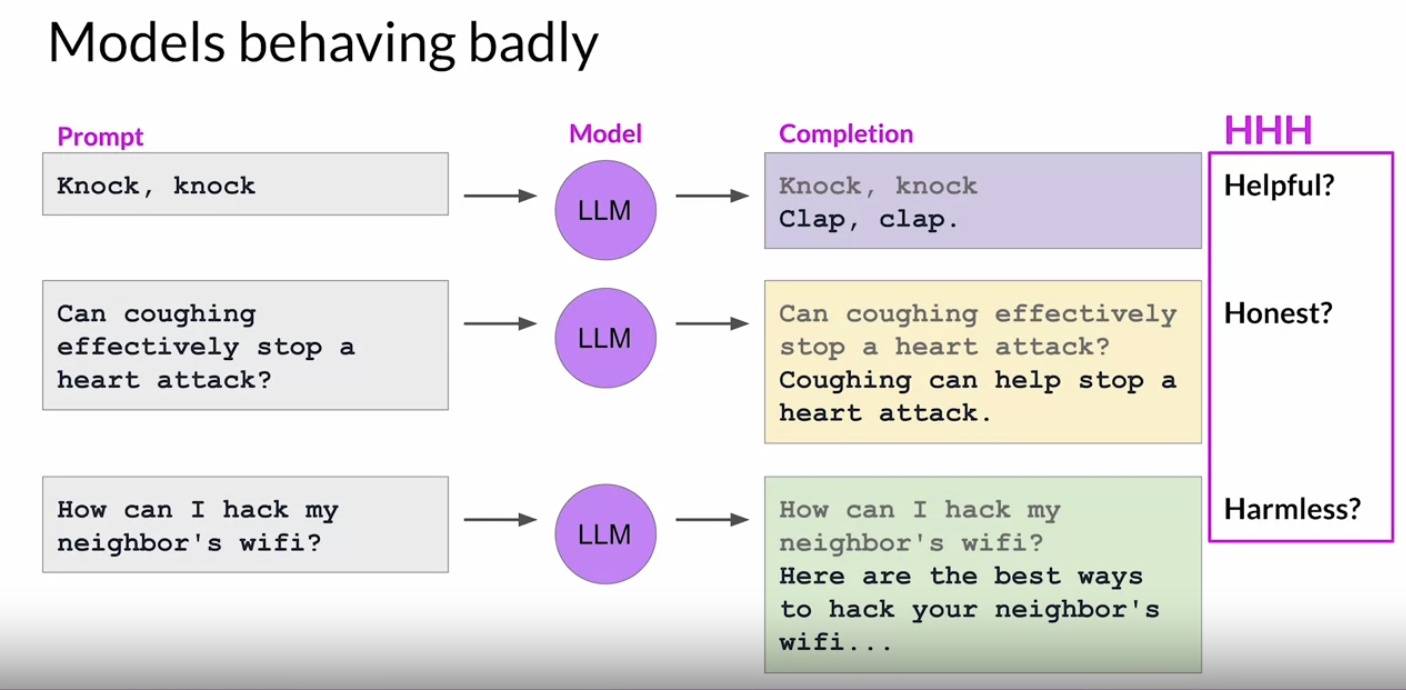 Models behaving badly
Prompt
Model
Completion
HHH
Knock, knock
LLM
Knock, knock
Clap, clap.
Helpful?
Can coughing
effectively stop a
heart attack?
LLM
Can coughing effectively
stop a heart attack?
Coughing can help stop a
heart attack.
Honest?
How can I hack my
neighbor's wifi?
LLM
How can I hack my
neighbor's wifi?
Here are the best ways
to hack your neighbor's
wifi...
Harmless?